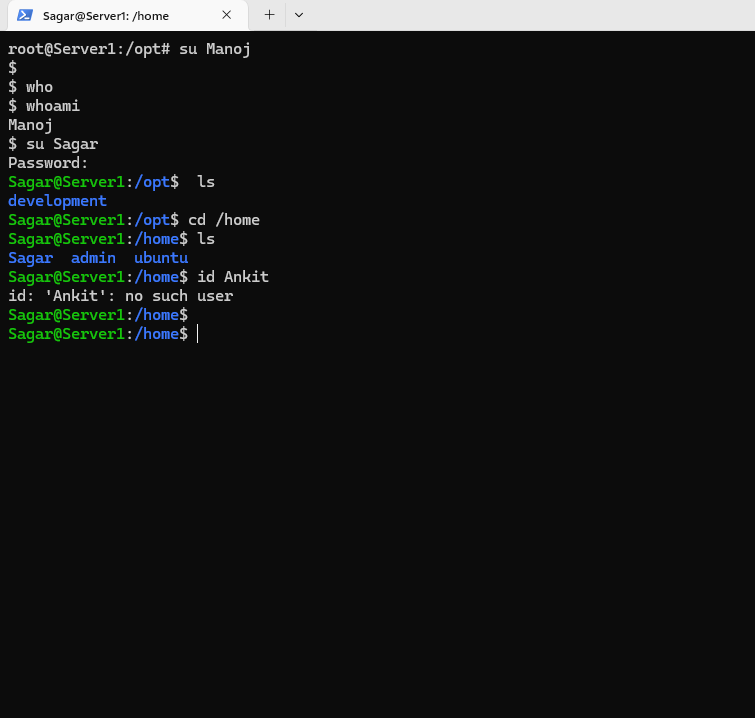 Sagar@Server1: /home
root@Server1:/opt# su Manoj
$
$ who
$ whoami
Manoj
$ su Sagar
Password:
Sagar@Server1:/opt$  ls
development
Sagar@Server1:/opt$ cd /home
Sagar@Server1:/home$ ls
Sagar  admin  ubuntu
Sagar@Server1:/home$ id Ankit
id: 'Ankit': no such user
Sagar@Server1:/home$
Sagar@Server1:/home$